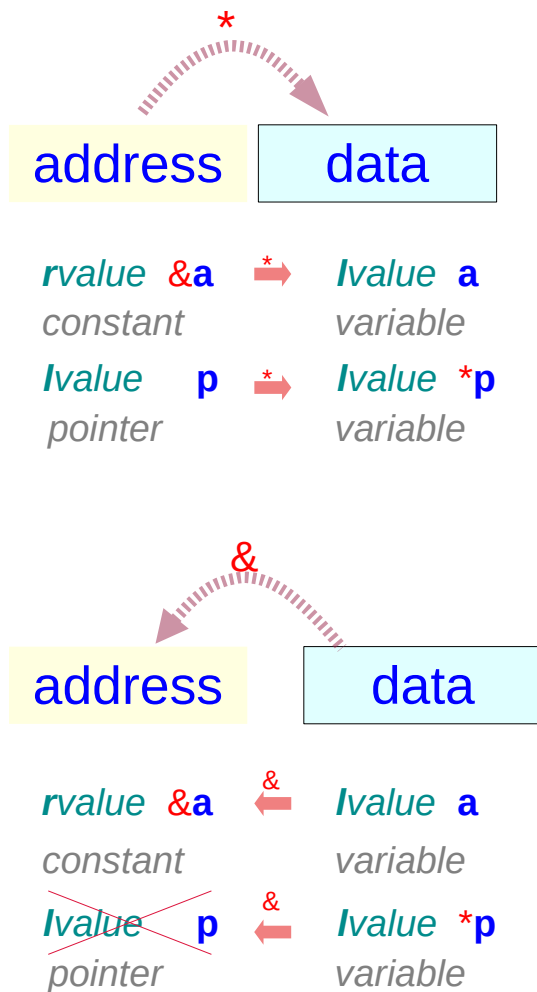 *
address data
rvalue &a * lvalue a
constant variable
lvalue p * lvalue *p
pointer variable
&
address data
rvalue &a & lvalue a
constant variable
lvalue p & lvalue *p
pointer variable